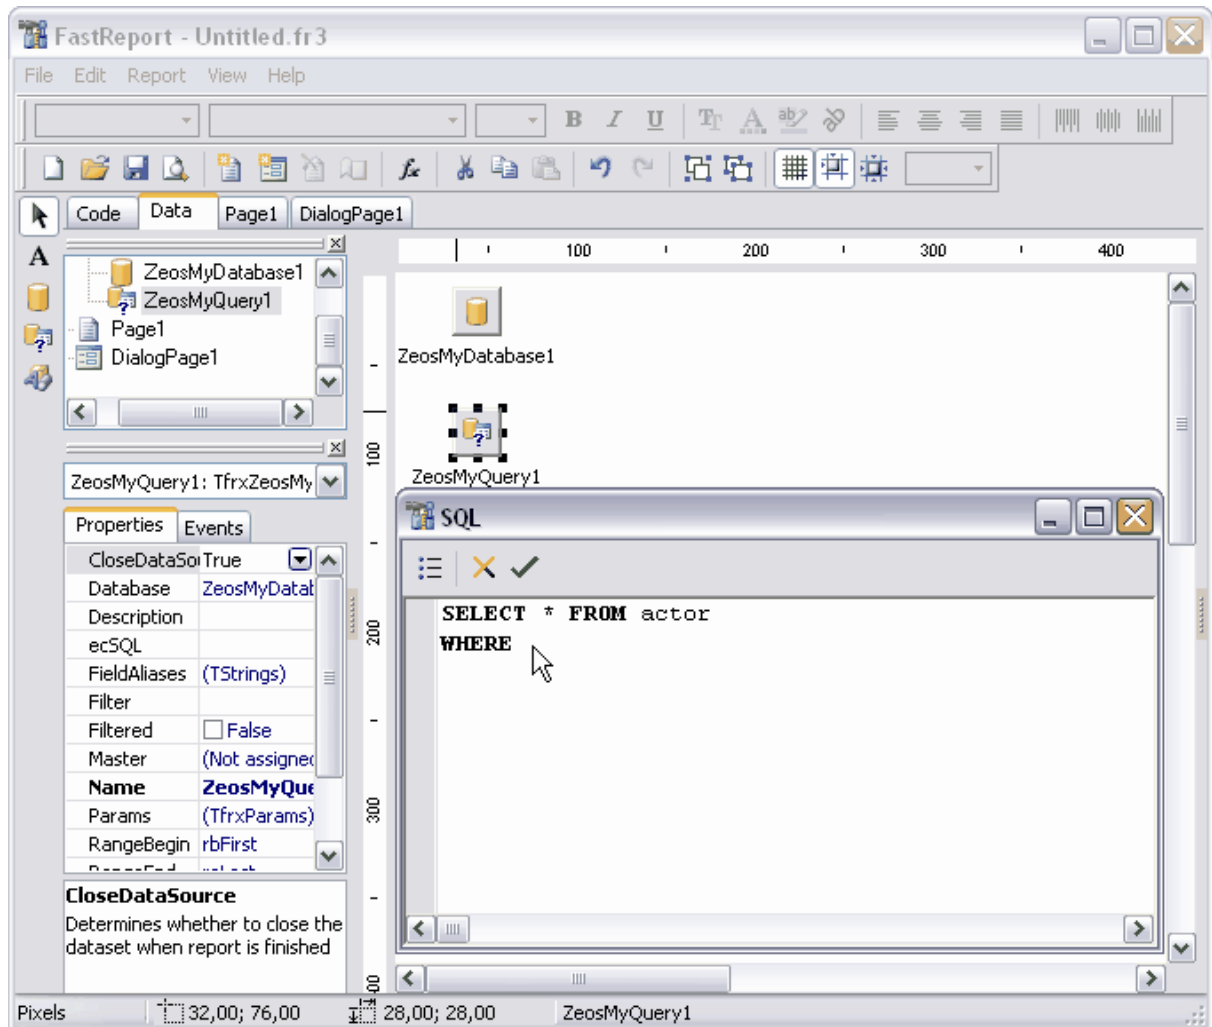 FastReport - Untitled.fr3
File Edit Report View Help
B I U
Code Data Page1 DialogPage1
A
ZeosMyDatabase1
ZeosMyQuery1
Page1
DialogPage1
ZeosMyQuery1: TfrxZeosMy
Properties Events
CloseDataSou True
Database ZeosMyDatab
Description
ecSQL
FieldAliases (TStrings)
Filter
Filtered False
Master (Not assigned
Name ZeosMyQue
Params (TfrxParams)
RangeBegin rbFirst
CloseDataSource
Determines whether to close the
dataset when report is finished
100 200 300 400
100
200
300
ZeosMyDatabase1
ZeosMyQuery1
SQL
SELECT * FROM actor
WHERE
Pixels 32,00; 76,00 28,00; 28,00 ZeosMyQuery1